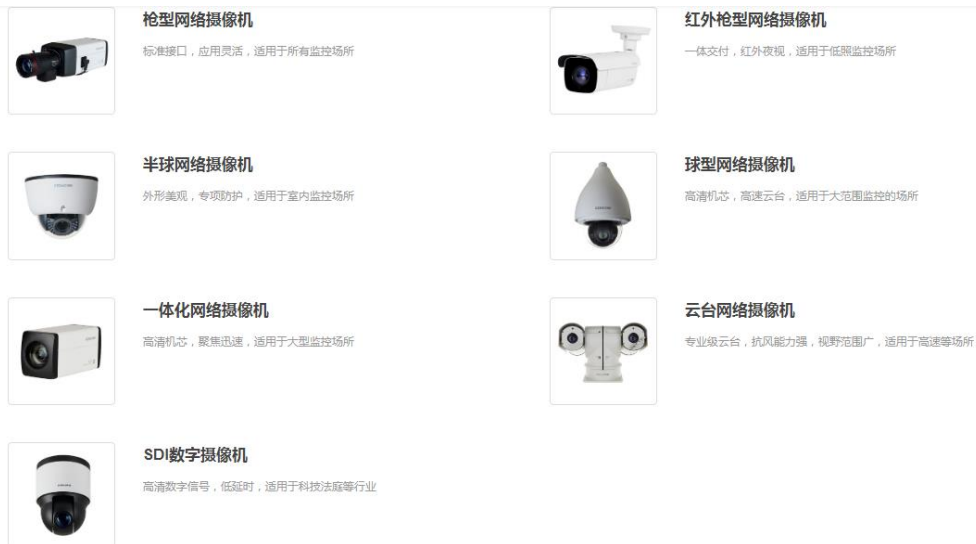 枪型网络摄像机
标准接口，应用灵活，适用于所有监控场所
红外枪型网络摄像机
一体交付，红外夜视，适用于低照监控场所
半球网络摄像机
外形美观，专项防护，适用于室内监控场所
球型网络摄像机
高清机芯，高速云台，适用于大范围监控的场所
一体化网络摄像机
高清机芯，聚焦迅速，适用于大型监控场所
云台网络摄像机
专业级云台，抗风能力强，视野范围广，适用于高速等场所
SDI数字摄像机
高清数字信号，低延时，适用于科技法庭等行业